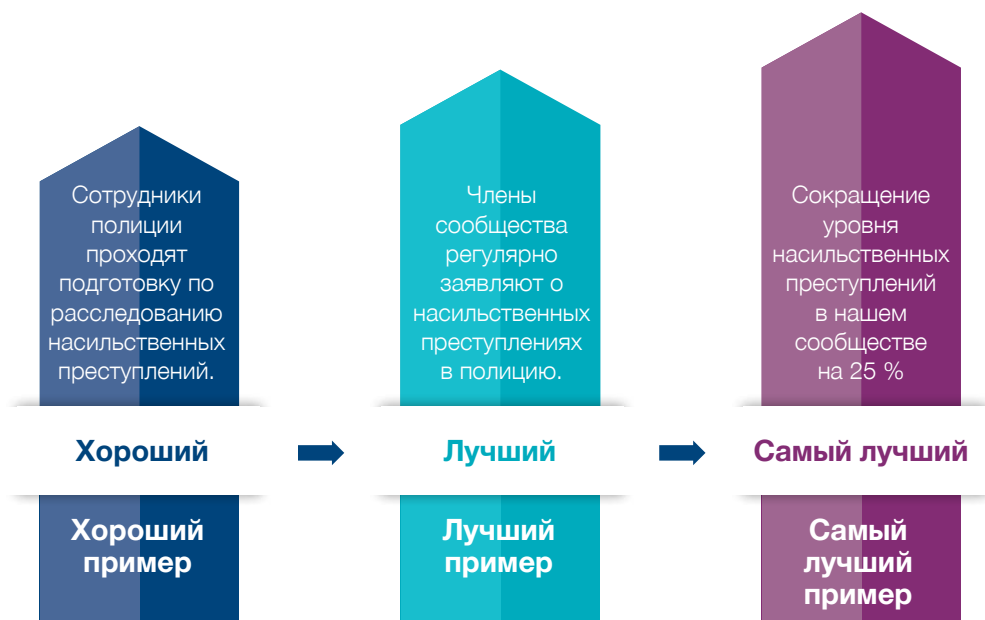 Сотрудники
полиции
проходят
подготовку по
расследованию
насильственных
преступлений.
Хороший
Хороший
пример
Члены
сообщества
регулярно
заявляют о
насильственных
преступлениях
в полицию.
Лучший
Лучший
пример
Сокращение
уровня
насильственных
преступлений
в нашем
сообществе
на 25 %
Самый лучший
Самый
лучший
пример